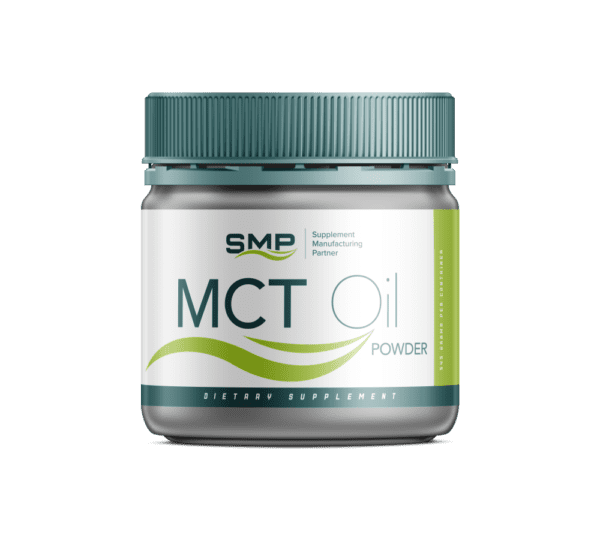 SMP
Supplement
Manufacturing
Partner
MCT Oil
POWDER
DIETARY SUPPLEMENT